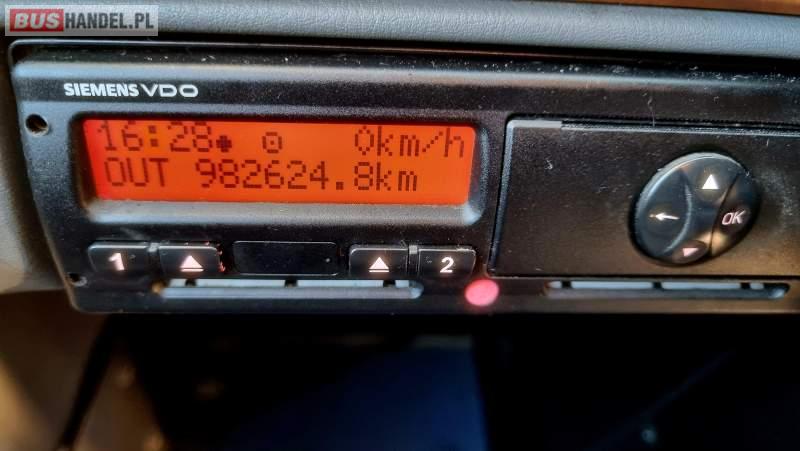 BUSHANDEL.PL
SIEMENS VDO
16:28 0km/h
OUT 982624.8km
1 2
OK